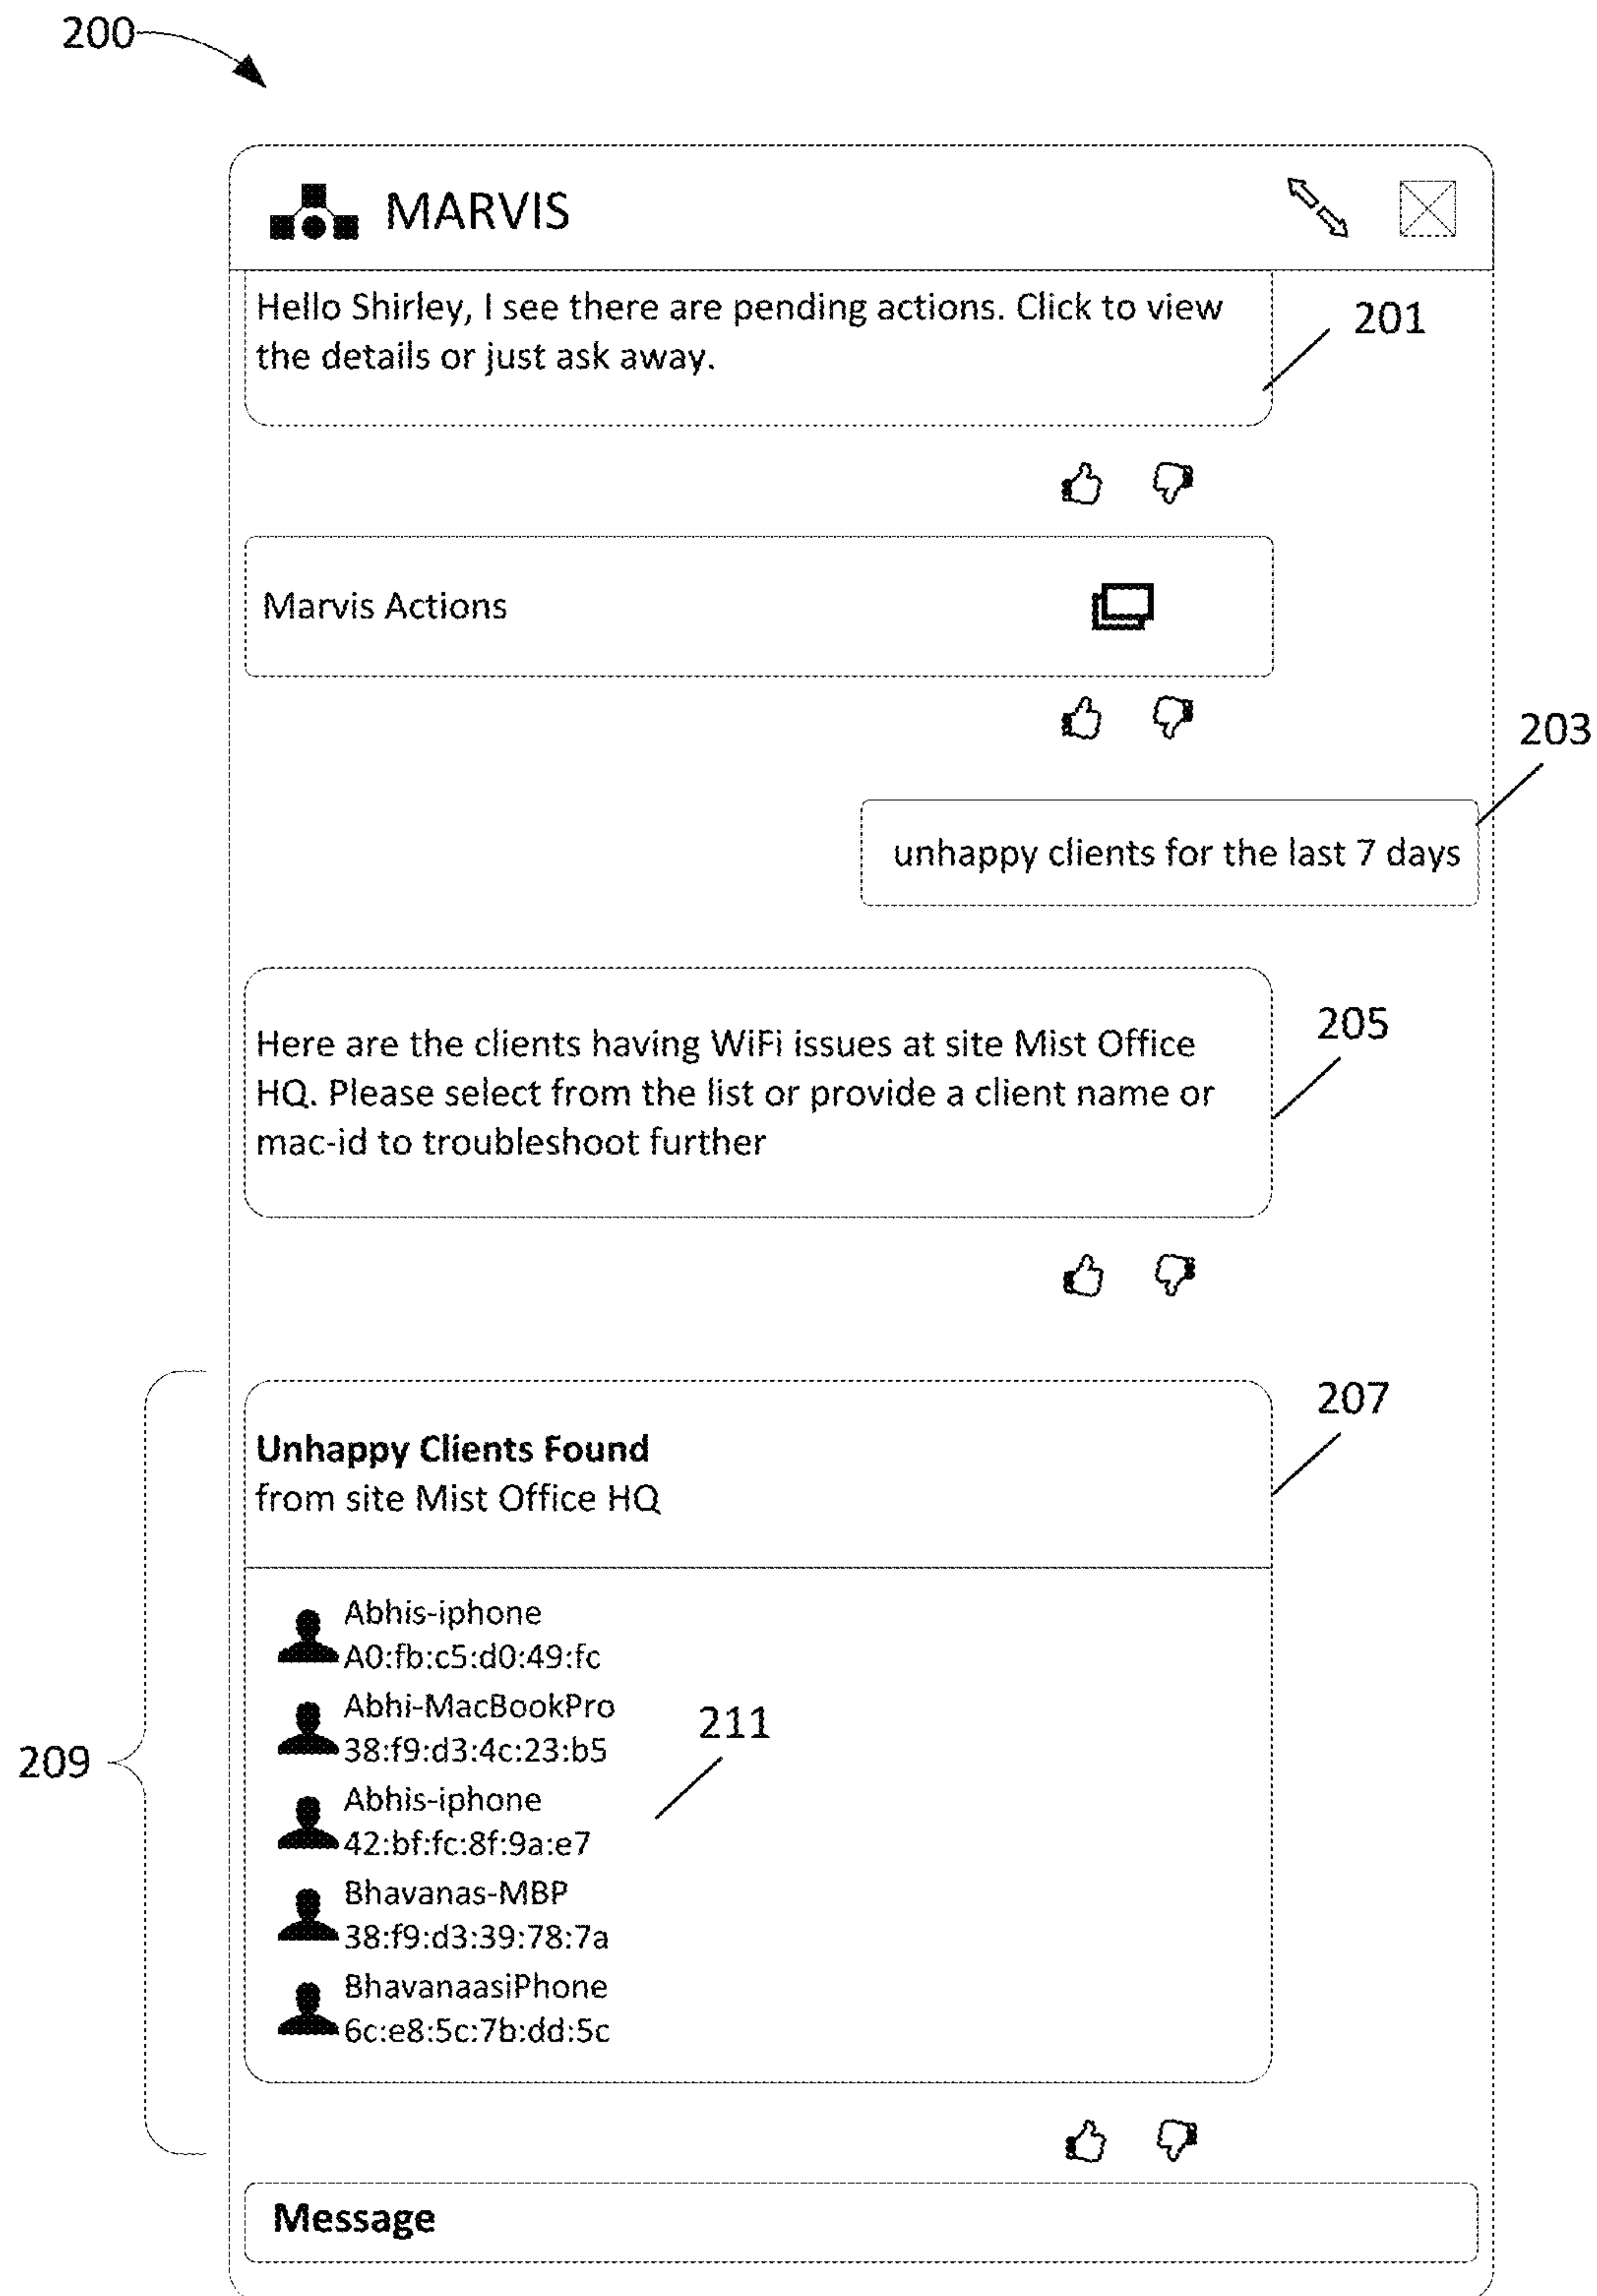 200
MARVIS
Hello Shirley, I see there are pending actions. Click to view
the details or just ask away.
201
Marvis Actions
203
unhappy clients for the last 7 days
205
Here are the clients having WiFi issues at site Mist Office
HQ. Please select from the list or provide a client name or
mac-id to troubleshoot further
207
Unhappy Clients Found
from site Mist Office HQ
209
Abhis-iphone
A0:fb:c5:d0:49:fc
Abhi-MacBookPro
38:f9:d3:4c:23:b5
211
Abhis-iphone
42:bf:fc:8f:9a:e7
Bhavanas-MBP
38:f9:d3:39:78:7a
BhavanaasiPhone
6c:e8:5c:7b:dd:5c
Message